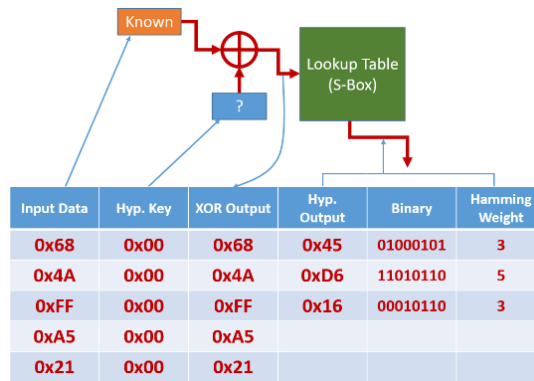 Known
Lookup Table
(S-Box)
?
Input Data Hyp. Key XOR Output Hyp. Output Binary Hamming Weight
0x68 0x00 0x68 0x45 01000101 3
0x4A 0x00 0x4A 0xD6 11010110 5
0xFF 0x00 0xFF 0x16 00010110 3
0xA5 0x00 0xA5
0x21 0x00 0x21